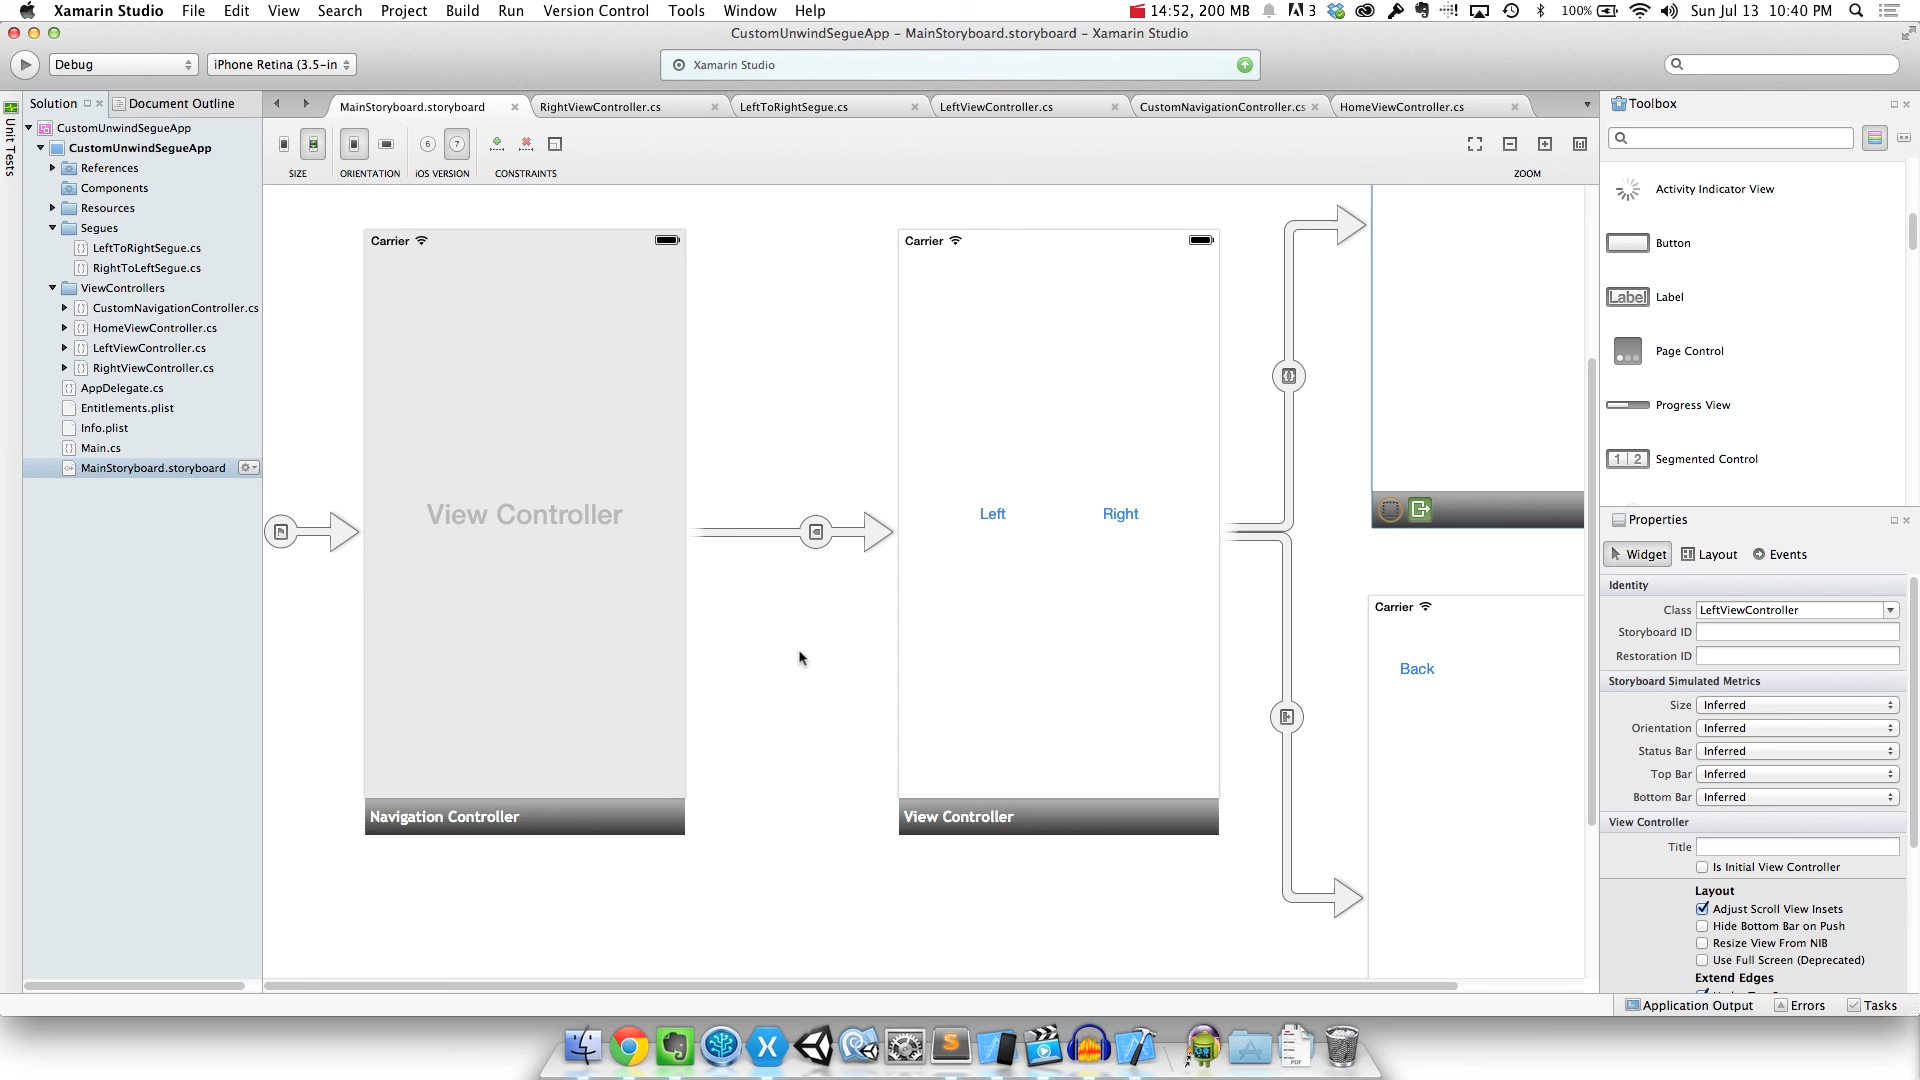 Xamarin Studio File Edit View Search Project Build Run Version Control Tools Window Help 14:52, 200 MB 3 100% Sun Jul 13 10:40 PM
CustomUnwindSegueApp – MainStoryboard.storyboard – Xamarin Studio
Debug iPhone Retina (3.5-in Xamarin Studio
Unit Tests
Solution Document Outline
CustomUnwindSegueApp
CustomUnwindSegueApp
References
Components
Resources
Segues
LeftToRightSegue.cs
RightToLeftSegue.cs
ViewControllers
CustomNavigationController.cs
HomeViewController.cs
LeftViewController.cs
RightViewController.cs
AppDelegate.cs
Entitlements.plist
Info.plist
Main.cs
MainStoryboard.storyboard
MainStoryboard.storyboard RightViewController.cs LeftToRightSegue.cs LeftViewController.cs CustomNavigationController.cs HomeViewController.cs
6 7
SIZE ORIENTATION iOS VERSION CONSTRAINTS ZOOM
Carrier
View Controller
Navigation Controller
Carrier
Left Right
View Controller
Carrier
Back
Toolbox
Activity Indicator View
Button
Label Label
Page Control
Progress View
1 2 Segmented Control
Properties
Widget Layout Events
Identity
Class LeftViewController
Storyboard ID
Restoration ID
Storyboard Simulated Metrics
Size Inferred
Orientation Inferred
Status Bar Inferred
Top Bar Inferred
Bottom Bar Inferred
View Controller
Title
Is Initial View Controller
Layout
Adjust Scroll View Insets
Hide Bottom Bar on Push
Resize View From NIB
Use Full Screen (Deprecated)
Extend Edges
Application Output Errors Tasks
X S
PDF